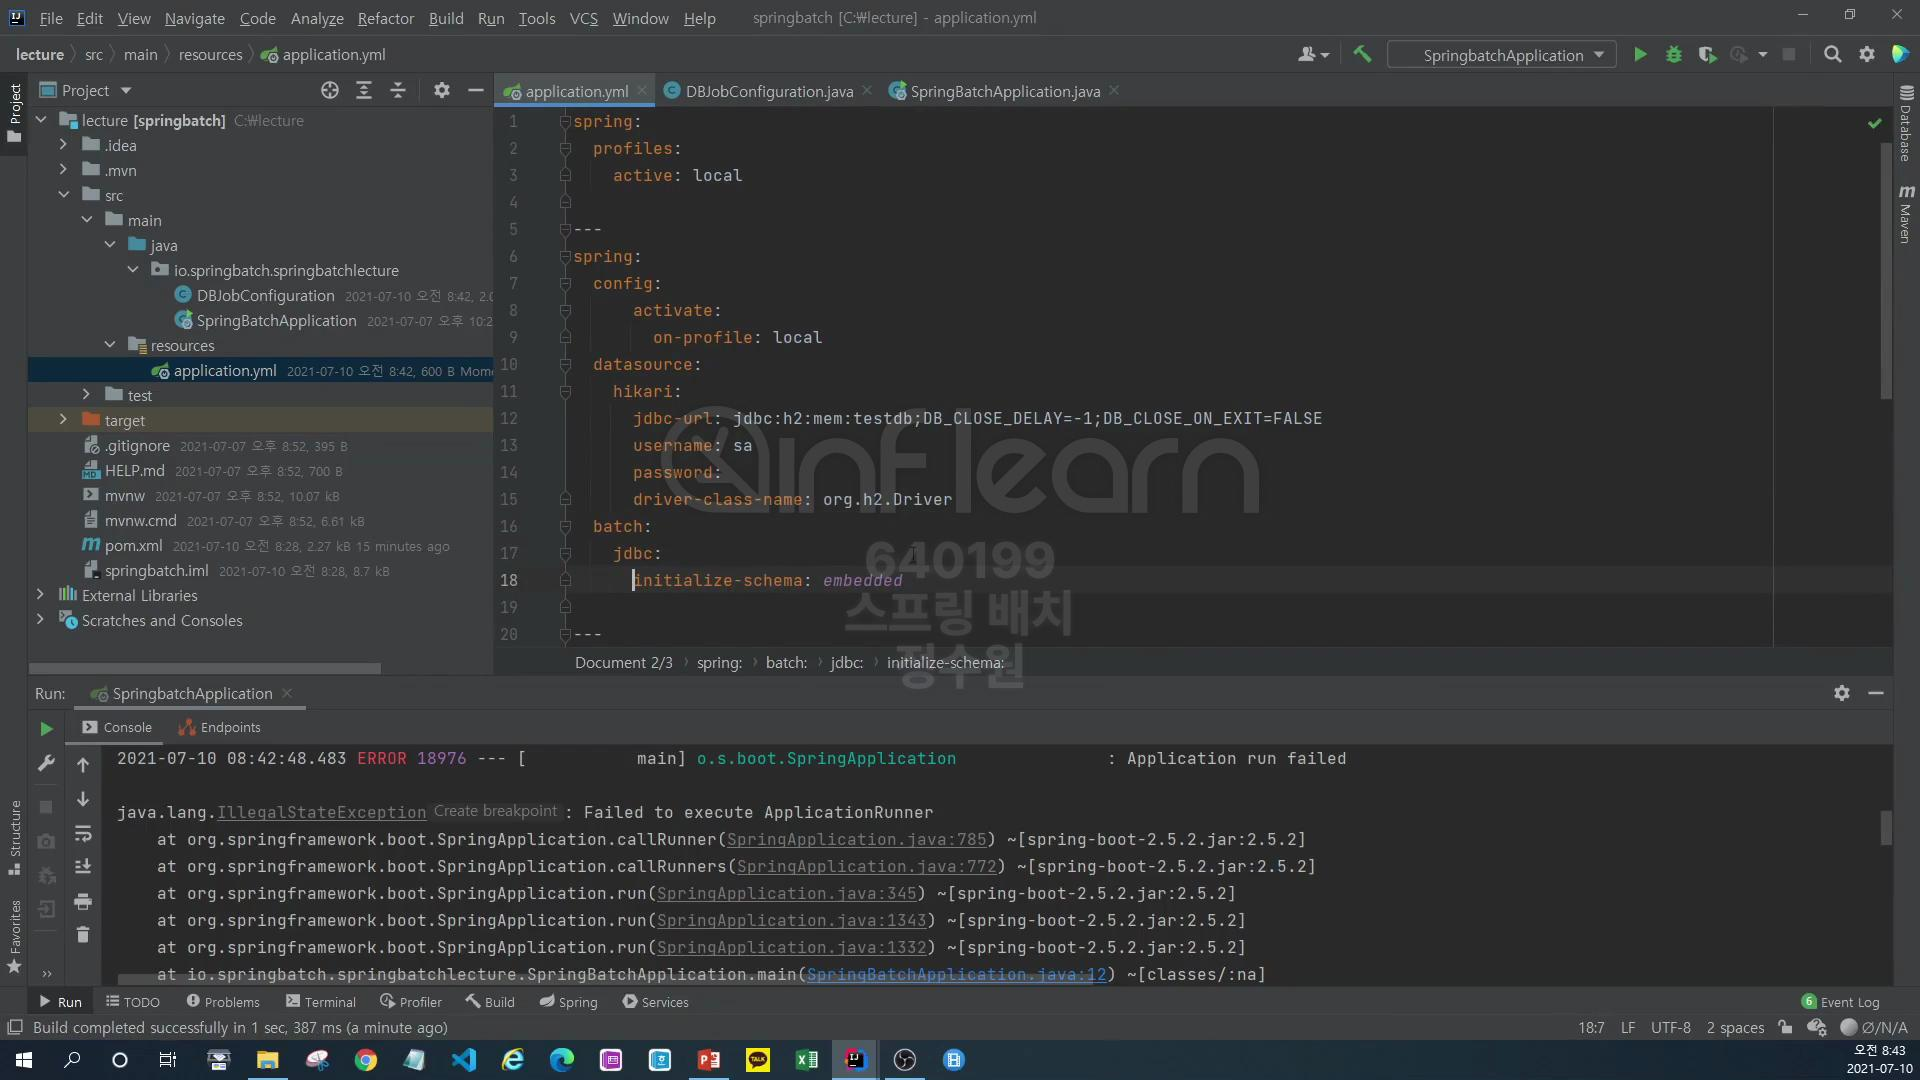 File Edit View Navigate Code Analyze Refactor Build Run Tools VCS Window Help springbatch [C:₩lecture] - application.yml
lecture src main resources application.yml SpringbatchApplication
Project application.yml DBJobConfiguration.java SpringBatchApplication.java
Project
Database
Maven
lecture [springbatch] C:₩lecture
.idea
.mvn
src
main
java
io.springbatch.springbatchlecture
DBJobConfiguration 2021-07-10 오전 8:42, 2.0
SpringBatchApplication 2021-07-07 오후 10:2
resources
application.yml 2021-07-10 오전 8:42, 600 B Mome
test
target
.gitignore 2021-07-07 오후 8:52, 395 B
HELP.md 2021-07-07 오후 8:52, 700 B
mvnw 2021-07-07 오후 8:52, 10.07 kB
mvnw.cmd 2021-07-07 오후 8:52, 6.61 kB
pom.xml 2021-07-10 오전 8:28, 2.27 kB 15 minutes ago
springbatch.iml 2021-07-10 오전 8:28, 8.7 kB
External Libraries
Scratches and Consoles
1 spring:
2 profiles:
3 active: local
4
5 ---
6 spring:
7 config:
8 activate:
9 on-profile: local
10 datasource:
11 hikari:
12 jdbc-url: jdbc:h2:mem:testdb;DB_CLOSE_DELAY=-1;DB_CLOSE_ON_EXIT=FALSE
13 username: sa
14 password:
15 driver-class-name: org.h2.Driver
16 batch:
17 jdbc:
18 initialize-schema: embedded
19
20 ---
inflearn
640199
스프링 배치
정수원
Document 2/3 spring: batch: jdbc: initialize-schema:
Run: SpringbatchApplication
Console Endpoints
2021-07-10 08:42:48.483 ERROR 18976 --- [ main] o.s.boot.SpringApplication : Application run failed
java.lang.IllegalStateException Create breakpoint : Failed to execute ApplicationRunner
at org.springframework.boot.SpringApplication.callRunner(SpringApplication.java:785) ~[spring-boot-2.5.2.jar:2.5.2]
at org.springframework.boot.SpringApplication.callRunners(SpringApplication.java:772) ~[spring-boot-2.5.2.jar:2.5.2]
at org.springframework.boot.SpringApplication.run(SpringApplication.java:345) ~[spring-boot-2.5.2.jar:2.5.2]
at org.springframework.boot.SpringApplication.run(SpringApplication.java:1343) ~[spring-boot-2.5.2.jar:2.5.2]
at org.springframework.boot.SpringApplication.run(SpringApplication.java:1332) ~[spring-boot-2.5.2.jar:2.5.2]
at io.springbatch.springbatchlecture.SpringBatchApplication.main(SpringBatchApplication.java:12) ~[classes/:na]
Structure
Favorites
Run TODO Problems Terminal Profiler Build Spring Services 6 Event Log
Build completed successfully in 1 sec, 387 ms (a minute ago) 18:7 LF UTF-8 2 spaces Ø/N/A
TALK
오전 8:43
2021-07-10